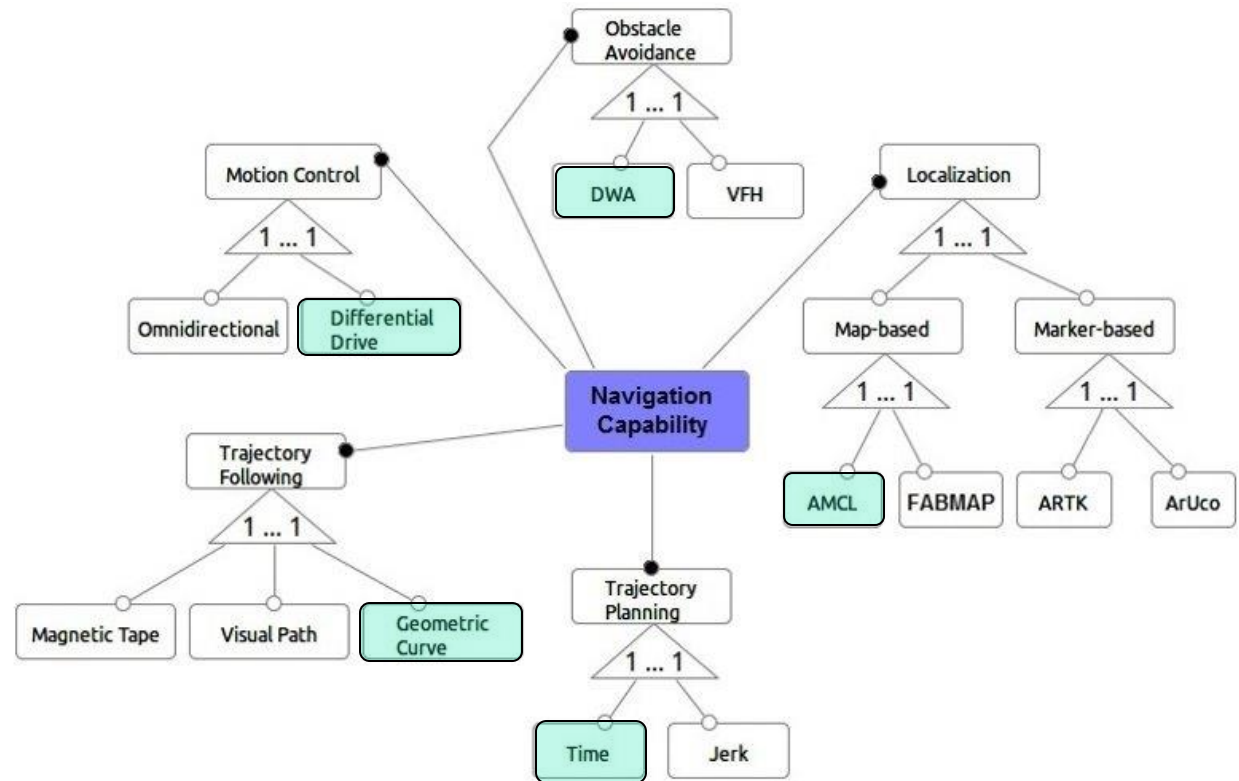 Obstacle
Avoidance
1 ... 1
DWA
VFH
Motion Control
1 ... 1
Omnidirectional
Differential
Drive
Localization
1 ... 1
Map-based
Marker-based
1 ... 1
1 ... 1
AMCL
FABMAP
ARTK
ArUco
Navigation
Capability
Trajectory
Following
1 ... 1
Magnetic Tape
Visual Path
Geometric
Curve
Trajectory
Planning
1 ... 1
Time
Jerk